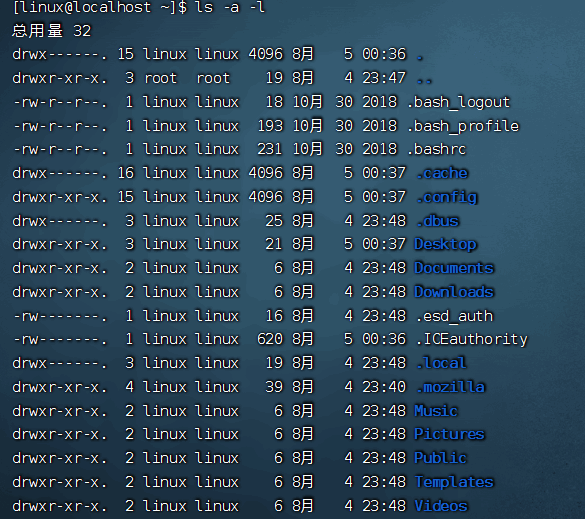 [linux@localhost ~]$ ls -a -l
总用量 32
drwx------. 15 linux linux 4096 8月   5 00:36 .
drwxr-xr-x.  3 root  root    19 8月   4 23:47 ..
-rw-r--r--.  1 linux linux   18 10月 30 2018 .bash_logout
-rw-r--r--.  1 linux linux  193 10月 30 2018 .bash_profile
-rw-r--r--.  1 linux linux  231 10月 30 2018 .bashrc
drwx------. 16 linux linux 4096 8月   5 00:37 .cache
drwxr-xr-x. 15 linux linux 4096 8月   5 00:37 .config
drwx------.  3 linux linux   25 8月   4 23:48 .dbus
drwxr-xr-x.  3 linux linux   21 8月   5 00:37 Desktop
drwxr-xr-x.  2 linux linux    6 8月   4 23:48 Documents
drwxr-xr-x.  2 linux linux    6 8月   4 23:48 Downloads
-rw-------.  1 linux linux   16 8月   4 23:48 .esd_auth
-rw-------.  1 linux linux  620 8月   5 00:36 .ICEauthority
drwx------.  3 linux linux   19 8月   4 23:48 .local
drwxr-xr-x.  4 linux linux   39 8月   4 23:40 .mozilla
drwxr-xr-x.  2 linux linux    6 8月   4 23:48 Music
drwxr-xr-x.  2 linux linux    6 8月   4 23:48 Pictures
drwxr-xr-x.  2 linux linux    6 8月   4 23:48 Public
drwxr-xr-x.  2 linux linux    6 8月   4 23:48 Templates
drwxr-xr-x.  2 linux linux    6 8月   4 23:48 Videos